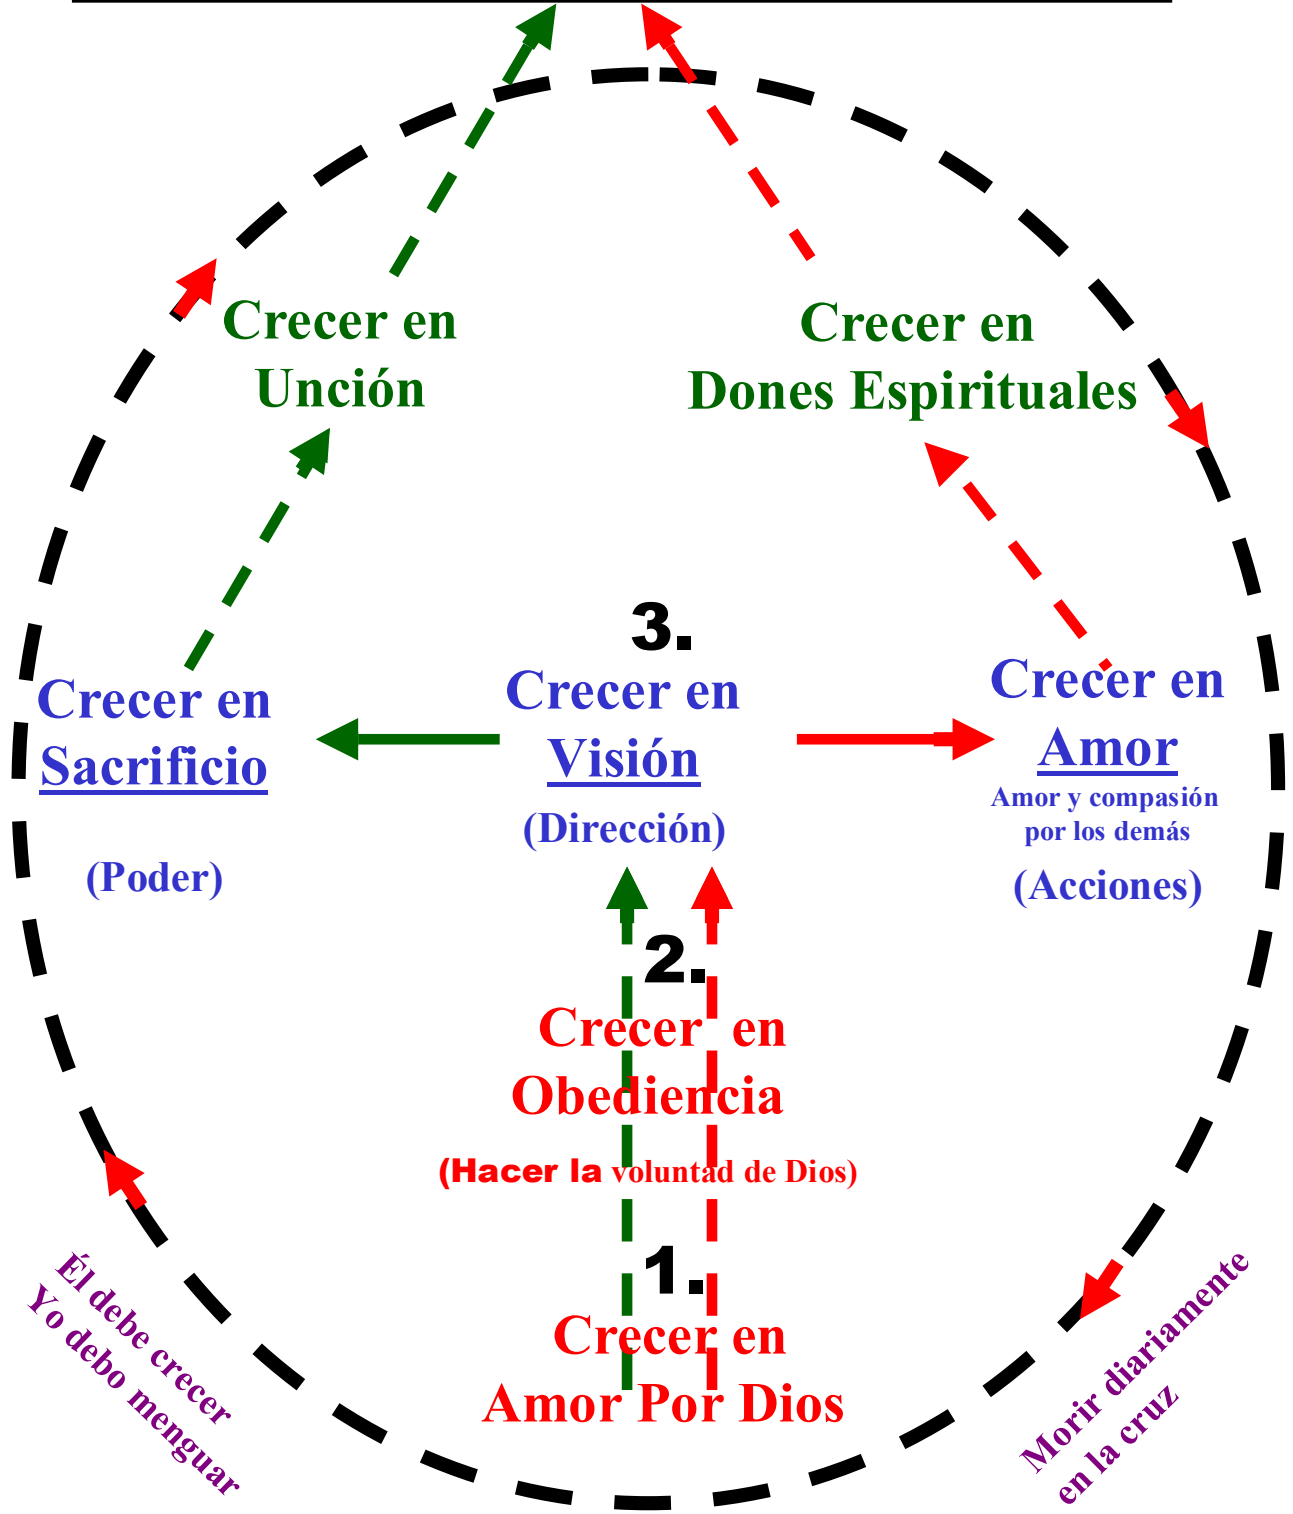 Crecer en
Unción
Crecer en
Dones Espirituales
3.
Crecer en
Sacrificio
(Poder)
Crecer en
Visión
(Dirección)
Crecer en
Amor
Amor y compasión
por los demás
(Acciones)
2.
Crecer en
Obediencia
(Hacer la voluntad de Dios)
1.
Crecer en
Amor Por Dios
Él debe crecer
Yo debo menguar
Morir diariamente
en la cruz